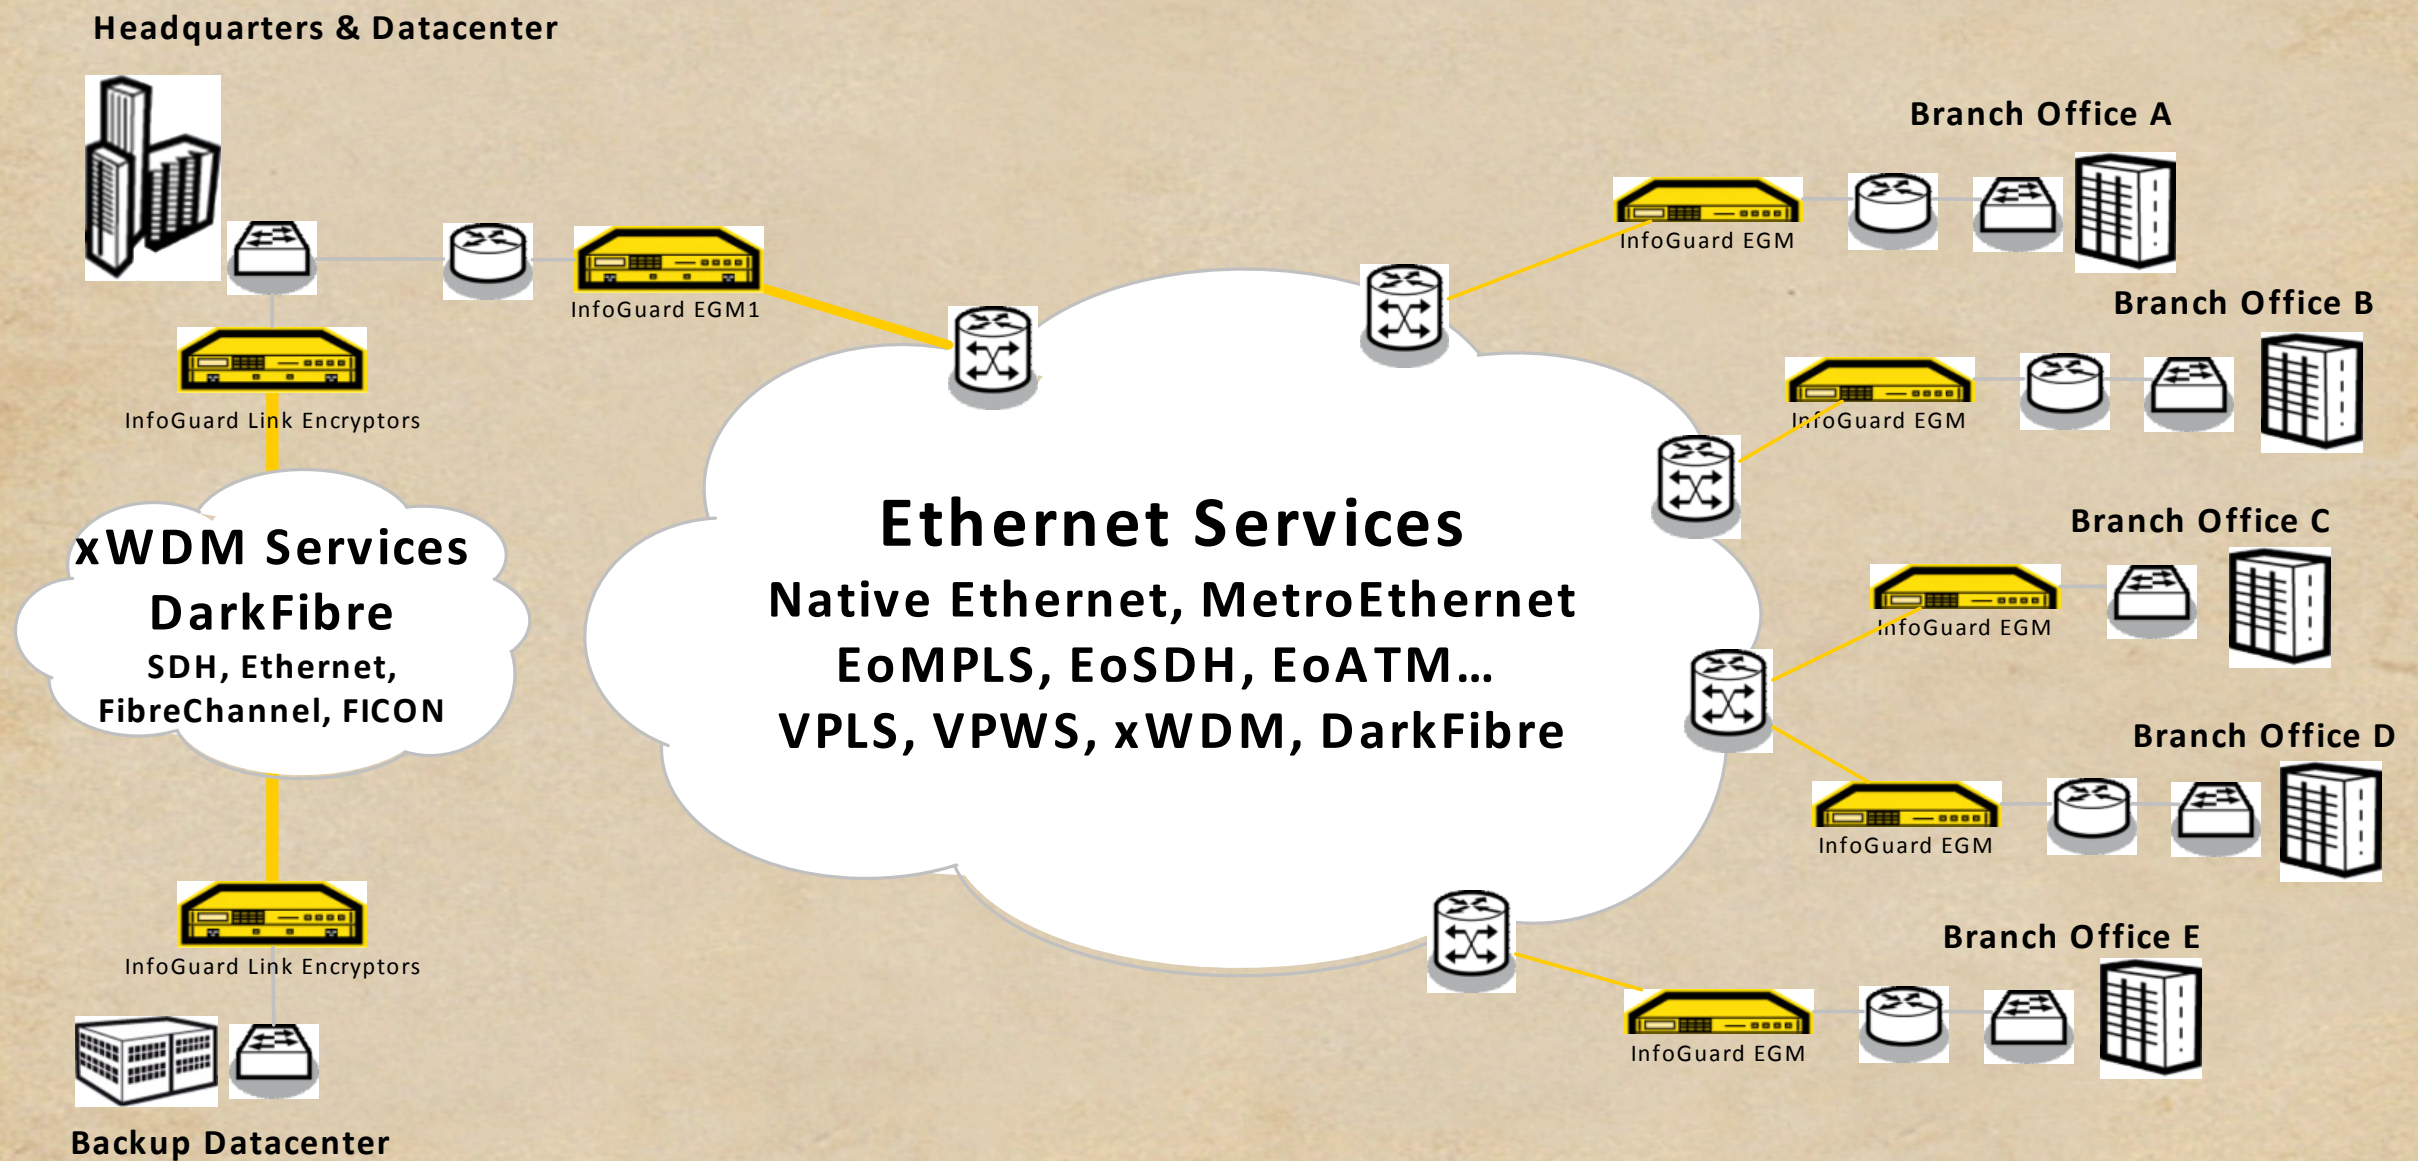 Headquarters & Datacenter
InfoGuard EGM1
InfoGuard Link Encryptors
xWDM Services
DarkFibre
SDH, Ethernet,
FibreChannel, FICON
InfoGuard Link Encryptors
Backup Datacenter
Ethernet Services
Native Ethernet, MetroEthernet
EoMPLS, EoSDH, EoATM…
VPLS, VPWS, xWDM, DarkFibre
Branch Office A
InfoGuard EGM
Branch Office B
InfoGuard EGM
Branch Office C
InfoGuard EGM
Branch Office D
InfoGuard EGM
Branch Office E
InfoGuard EGM